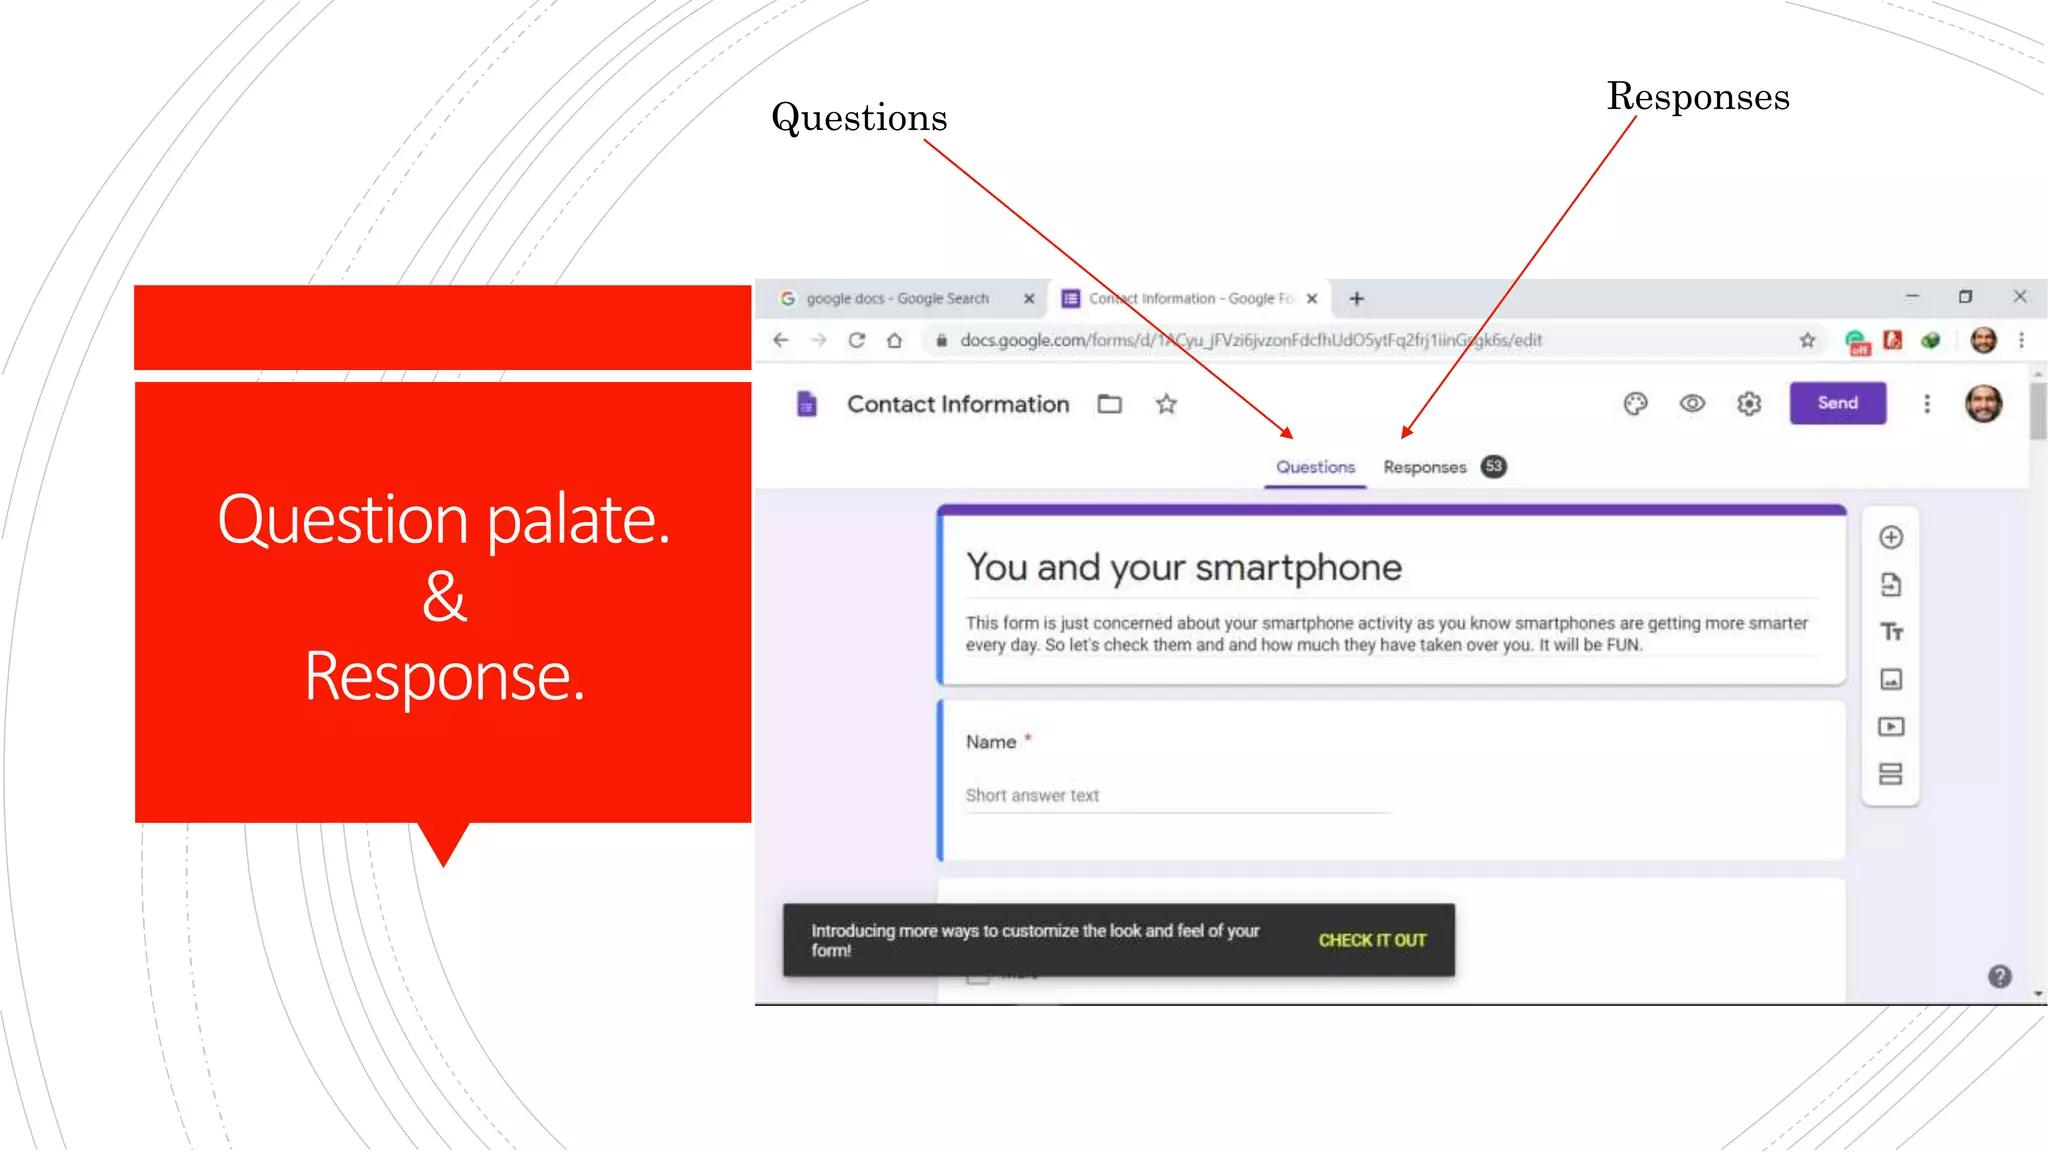 Questions
Responses
Question palate.
&
Response.
google docs - Google Search
Contact Information - Google Fo
off
Contact Information
Send
Questions
Responses 53
You and your smartphone
This form is just concerned about your smartphone activity as you know smartphones are getting more smarter
every day. So let's check them and and how much they have taken over you. It will be FUN.
Name *
Short answer text
Introducing more ways to customize the look and feel of your
form!
CHECK IT OUT